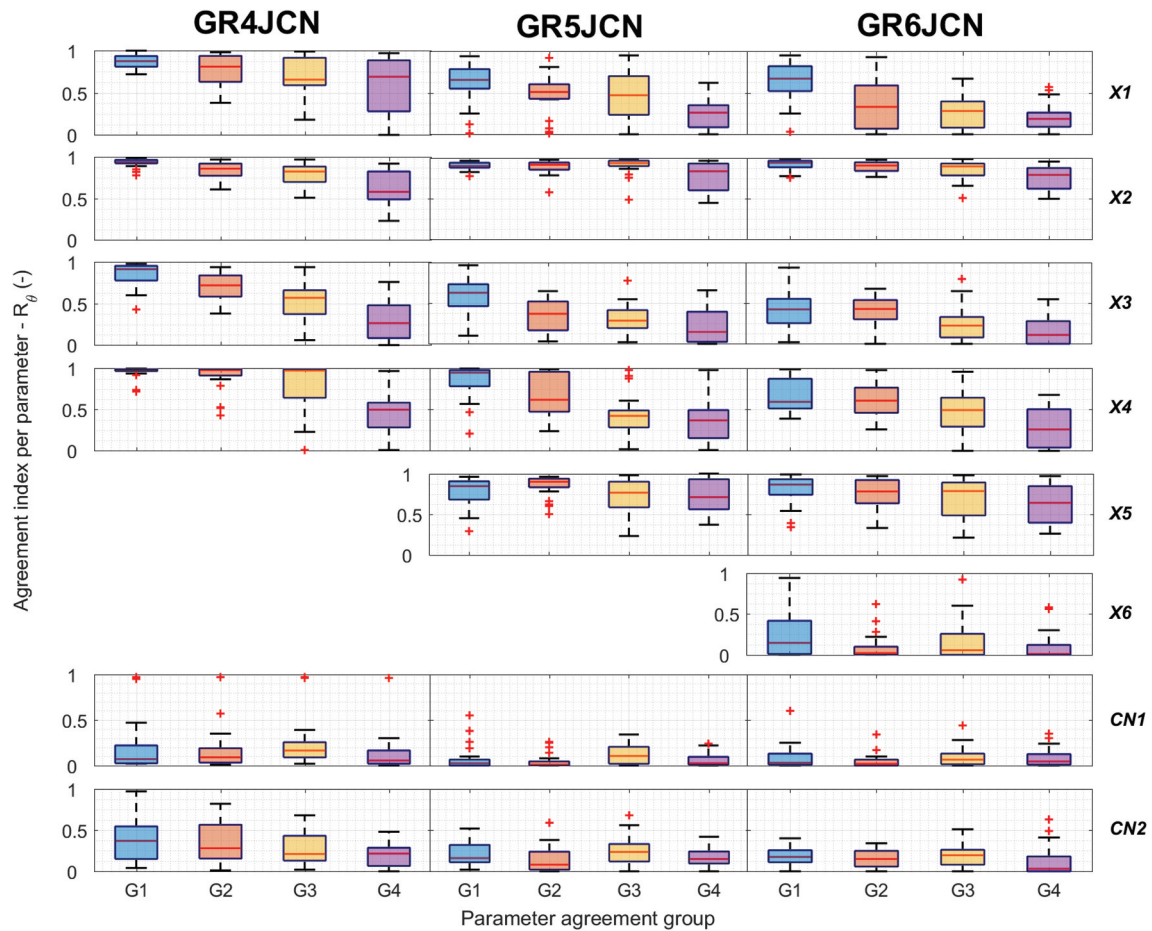 GR4JCN GR5JCN GR6JCN
Agreement index per parameter - Rθ (-)
1 0.5 0 X1
1 0.5 0 X2
1 0.5 0 X3
1 0.5 0 X4
1 0.5 0 X5
1 0.5 0 X6
1 0.5 0 CN1
1 0.5 0 CN2
G1 G2 G3 G4 G1 G2 G3 G4 G1 G2 G3 G4
Parameter agreement group